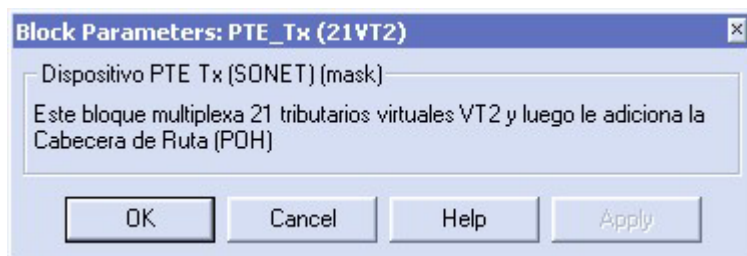 Block Parameters: PTE_Tx (21VT2)
Dispositivo PTE Tx (SONET) (mask)
Este bloque multiplexa 21 tributarios virtuales VT2 y luego le adiciona la
Cabecera de Ruta (POH)
OK Cancel Help Apply